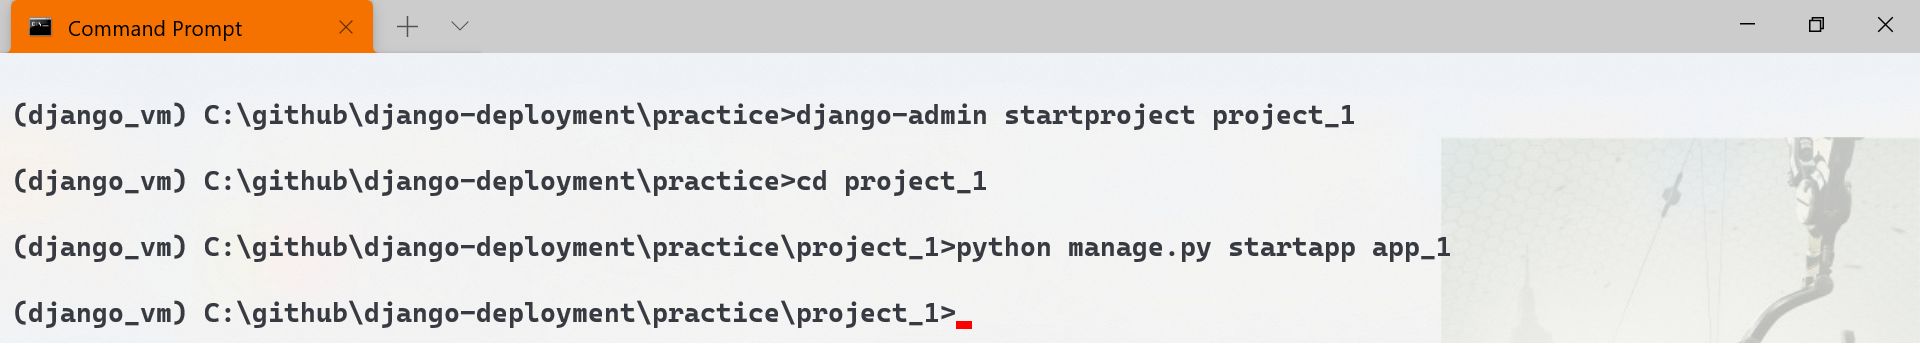 Command Prompt
(django_vm) C:\github\django-deployment\practice>django-admin startproject project_1
(django_vm) C:\github\django-deployment\practice>cd project_1
(django_vm) C:\github\django-deployment\practice\project_1>python manage.py startapp app_1
(django_vm) C:\github\django-deployment\practice\project_1>